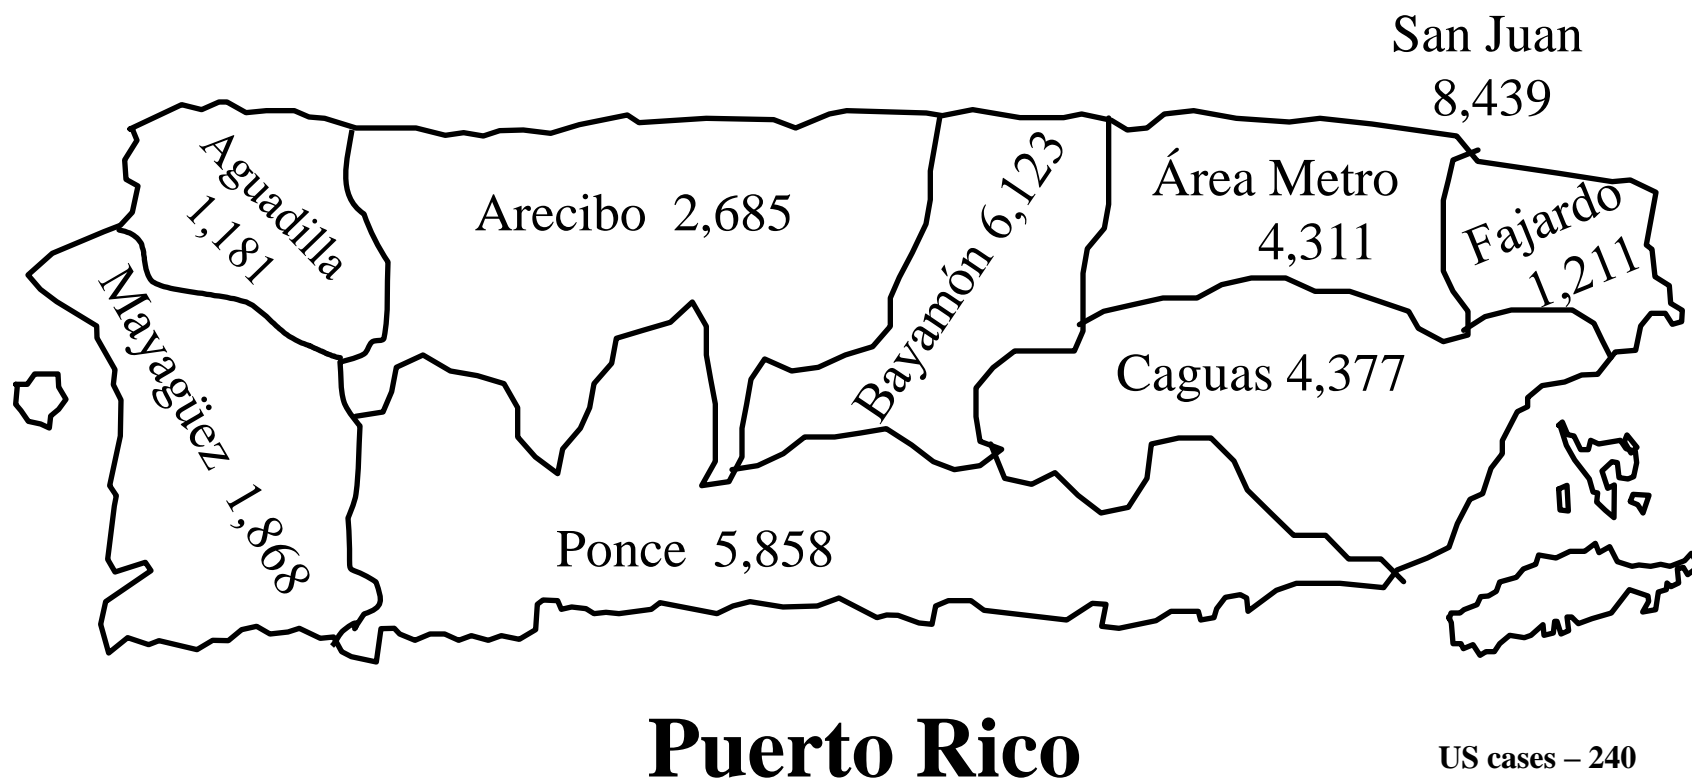 San Juan
8,439
Aguadilla
1,181
Arecibo 2,685
Bayamón 6,123
Área Metro
4,311
Fajardo
1,211
Mayagüez 1,868
Caguas 4,377
Ponce 5,858
Puerto Rico
US cases – 240